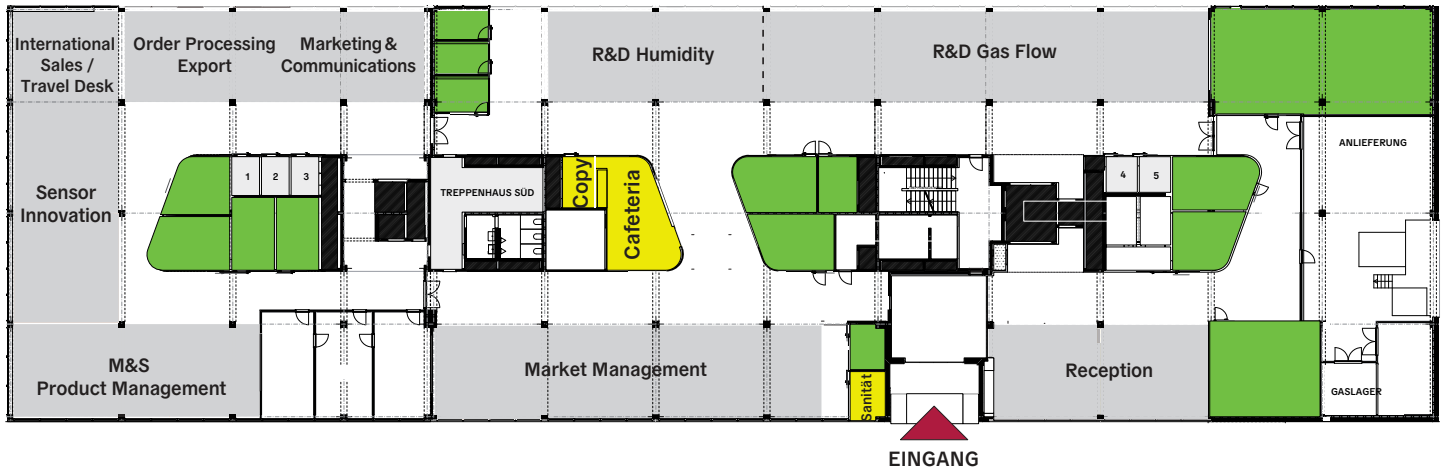 International
Sales /
Travel Desk
Order Processing
Export
Marketing &
Communications
R&D Humidity
R&D Gas Flow
ANLIEFERUNG
Sensor
Innovation
1
2
3
TREPPENHAUS SÜD
Copy
Cafeteria
4
5
M&S
Product Management
Market Management
Sanität
Reception
GASLAGER
EINGANG